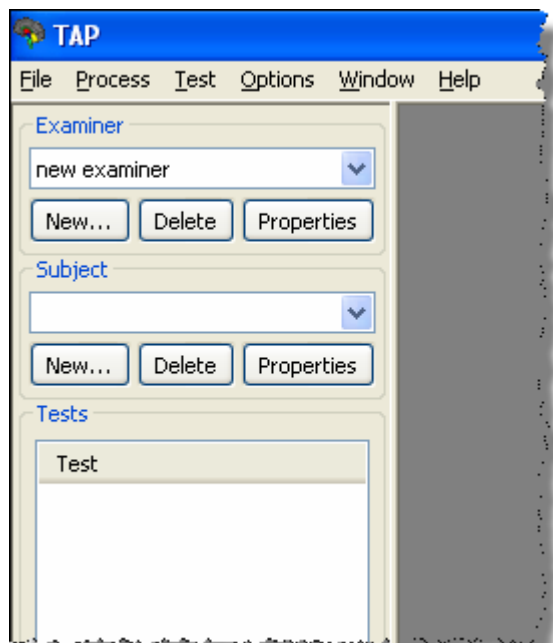 TAP
File Process Test Options Window Help
Examiner
new examiner
New... Delete Properties
Subject
New... Delete Properties
Tests
Test